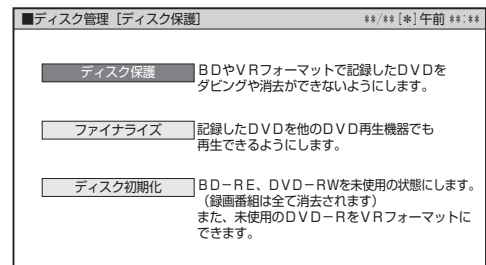 ■ディスク管理［ディスク保護］ **/** [*]午前 **:**
ディスク保護 ＢＤやＶＲフォーマットで記録したＤＶＤを
ダビングや消去ができないようにします。
ファイナライズ 記録したＤＶＤを他のＤＶＤ再生機器でも
再生できるようにします。
ディスク初期化 ＢＤ－ＲＥ、ＤＶＤ－ＲＷを未使用の状態にします。
（録画番組は全て消去されます）
また、未使用のＤＶＤ－ＲをＶＲフォーマットに
できます。